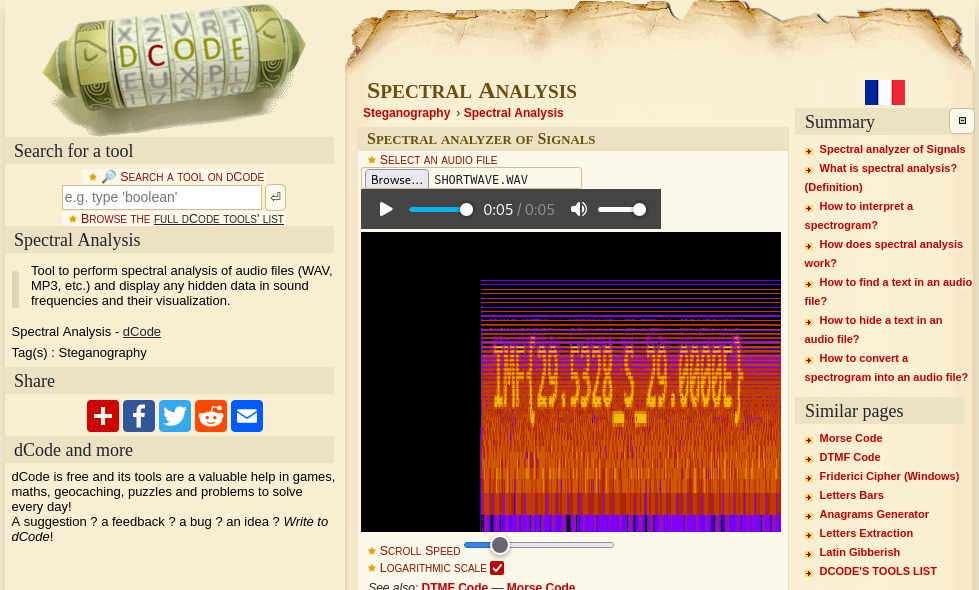 X Z V R T
D C O D E
E U X P L
Search for a tool
Search a tool on dCode
e.g. type 'boolean'
Browse the full dCode tools' list
Spectral Analysis
Tool to perform spectral analysis of audio files (WAV,
MP3, etc.) and display any hidden data in sound
frequencies and their visualization.
Spectral Analysis - dCode
Tag(s) : Steganography
Share
dCode and more
dCode is free and its tools are a valuable help in games,
maths, geocaching, puzzles and problems to solve
every day!
A suggestion ? a feedback ? a bug ? an idea ? Write to
dCode!
Spectral Analysis
Steganography › Spectral Analysis
Spectral analyzer of Signals
Select an audio file
Browse... SHORTWAVE.WAV
0:05 / 0:05
Scroll Speed
Logarithmic scale
See also: DTMF Code — Morse Code
Summary
Spectral analyzer of Signals
What is spectral analysis?
(Definition)
How to interpret a
spectrogram?
How does spectral analysis
work?
How to find a text in an audio
file?
How to hide a text in an
audio file?
How to convert a
spectrogram into an audio file?
Similar pages
Morse Code
DTMF Code
Friderici Cipher (Windows)
Letters Bars
Anagrams Generator
Letters Extraction
Latin Gibberish
DCODE'S TOOLS LIST